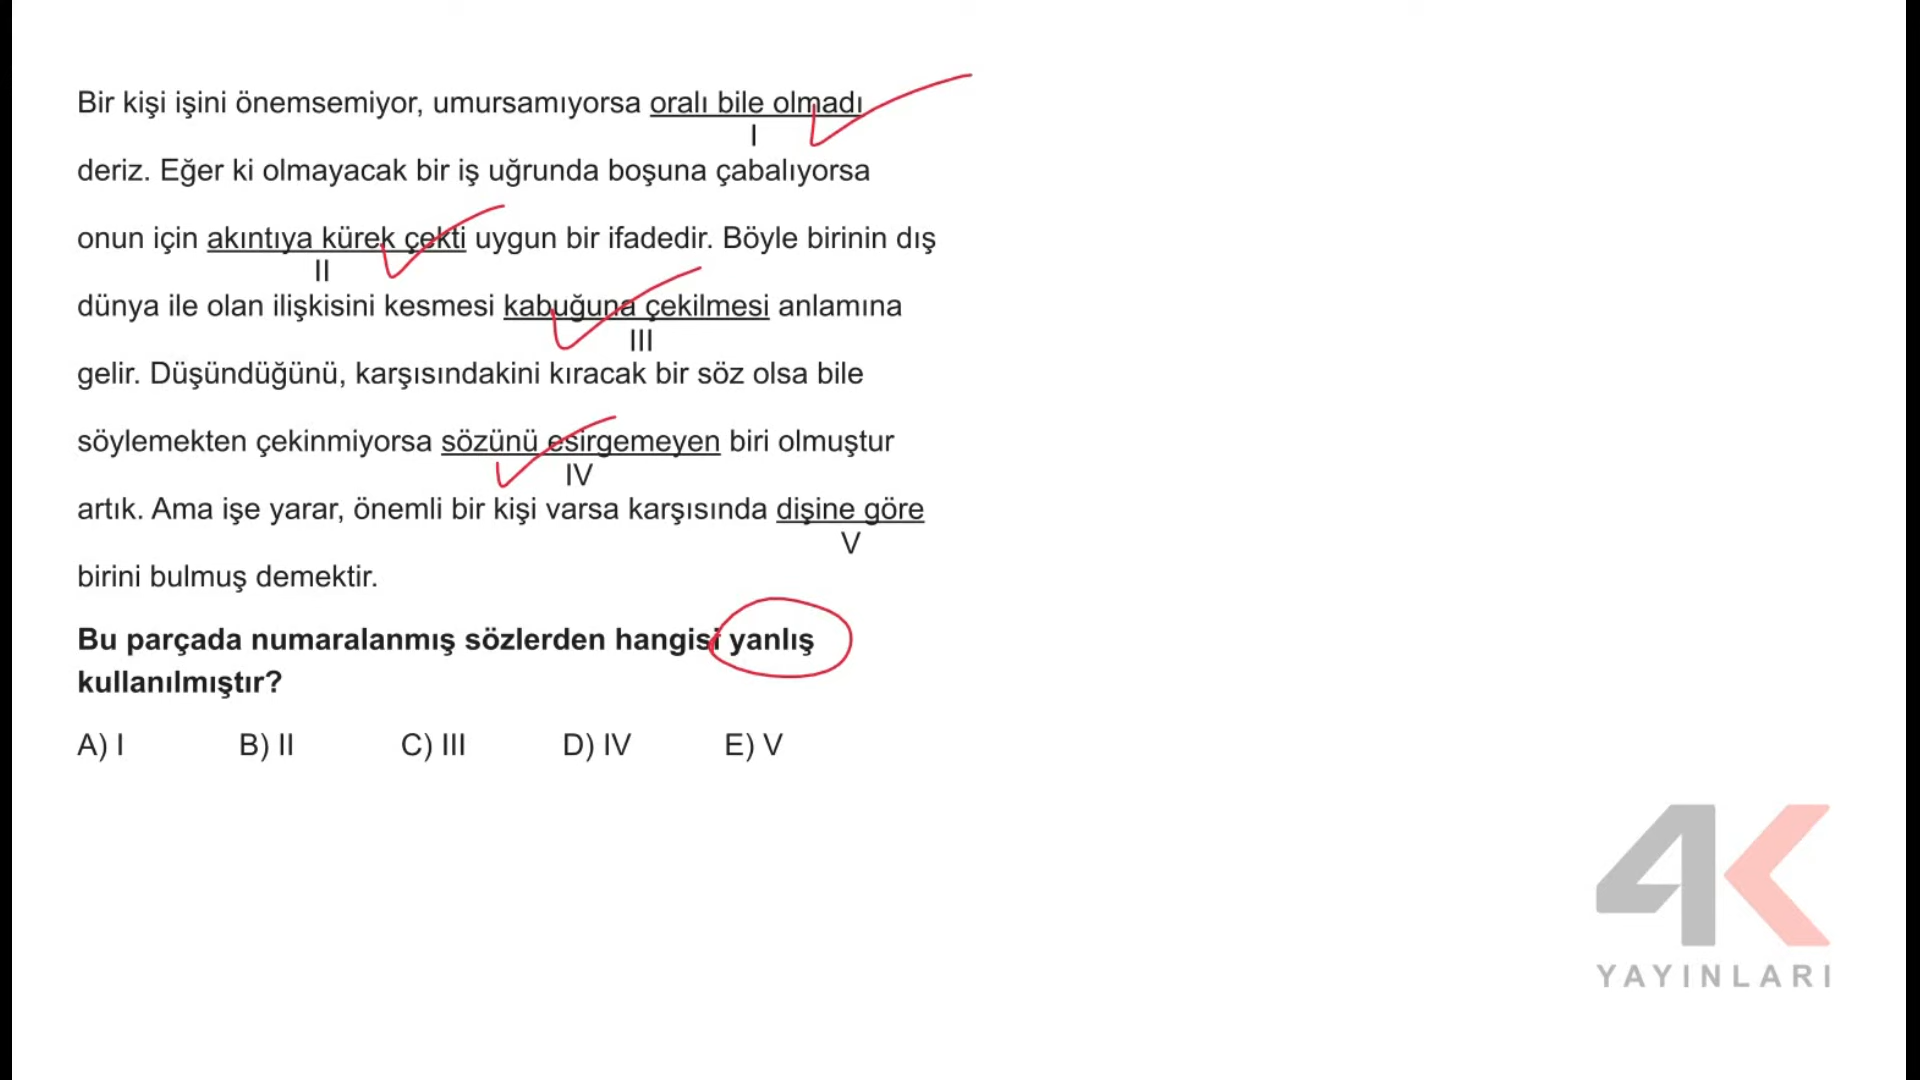 Bir kişi işini önemsemiyor, umursamıyorsa oralı bile olmadı
I
deriz. Eğer ki olmayacak bir iş uğrunda boşuna çabalıyorsa
onun için akıntıya kürek çekti uygun bir ifadedir. Böyle birinin dış
II
dünya ile olan ilişkisini kesmesi kabuğuna çekilmesi anlamına
III
gelir. Düşündüğünü, karşısındakini kıracak bir söz olsa bile
söylemekten çekinmiyorsa sözünü esirgemeyen biri olmuştur
IV
artık. Ama işe yarar, önemli bir kişi varsa karşısında dişine göre
V
birini bulmuş demektir.
Bu parçada numaralanmış sözlerden hangisi yanlış
kullanılmıştır?
A) I B) II C) III D) IV E) V
4K
YAYINLARI